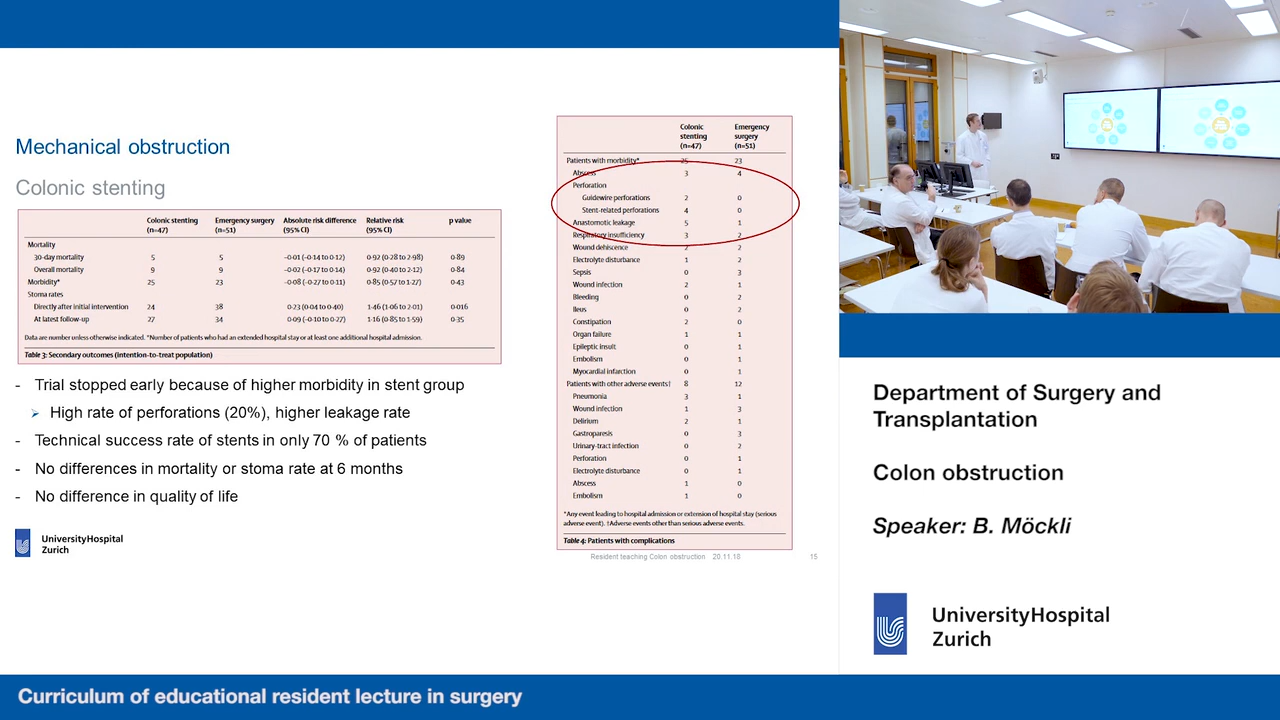 Mechanical obstruction
Colonic stenting
Colonic stenting (n=47) Emergency surgery (n=51) Absolute risk difference (95% CI) Relative risk (95% CI) p value
Mortality
30-day mortality 5 5 –0·01 (–0·14 to 0·12) 0·92 (0·28 to 2·98) 0·89
Overall mortality 9 9 –0·02 (–0·17 to 0·14) 0·92 (0·40 to 2·12) 0·84
Morbidity* 25 23 –0·08 (–0·27 to 0·11) 0·85 (0·57 to 1·27) 0·43
Stoma rates
Directly after initial intervention 24 38 0·23 (0·04 to 0·40) 1·46 (1·06 to 2·01) 0·016
At latest follow-up 27 34 0·09 (–0·10 to 0·27) 1·16 (0·85 to 1·59) 0·35
Data are number unless otherwise indicated. *Number of patients who had an extended hospital stay or at least one additional hospital admission.
Table 3: Secondary outcomes (intention-to-treat population)
- Trial stopped early because of higher morbidity in stent group
High rate of perforations (20%), higher leakage rate
- Technical success rate of stents in only 70 % of patients
- No differences in mortality or stoma rate at 6 months
- No difference in quality of life
UniversityHospital
Zurich
Colonic stenting (n=47) Emergency surgery (n=51)
Patients with morbidity* 25 23
Abscess 3 4
Perforation
Guidewire perforations 2 0
Stent-related perforations 4 0
Anastomotic leakage 5 1
Respiratory insufficiency 3 2
Wound dehiscence 2 2
Electrolyte disturbance 1 2
Sepsis 0 3
Wound infection 2 1
Bleeding 0 2
Ileus 0 2
Constipation 2 0
Organ failure 1 1
Epileptic insult 0 1
Embolism 0 1
Myocardial infarction 0 1
Patients with other adverse events† 8 12
Pneumonia 3 1
Wound infection 1 3
Delirium 2 1
Gastroparesis 0 3
Urinary-tract infection 0 2
Perforation 0 1
Electrolyte disturbance 0 1
Abscess 1 0
Embolism 1 0
*Any event leading to hospital admission or extension of hospital stay (serious
adverse event). †Adverse events other than serious adverse events.
Table 4: Patients with complications
Resident teaching Colon obstruction 20.11.18 15
Department of Surgery and
Transplantation
Colon obstruction
Speaker: B. Möckli
UniversityHospital
Zurich
Curriculum of educational resident lecture in surgery